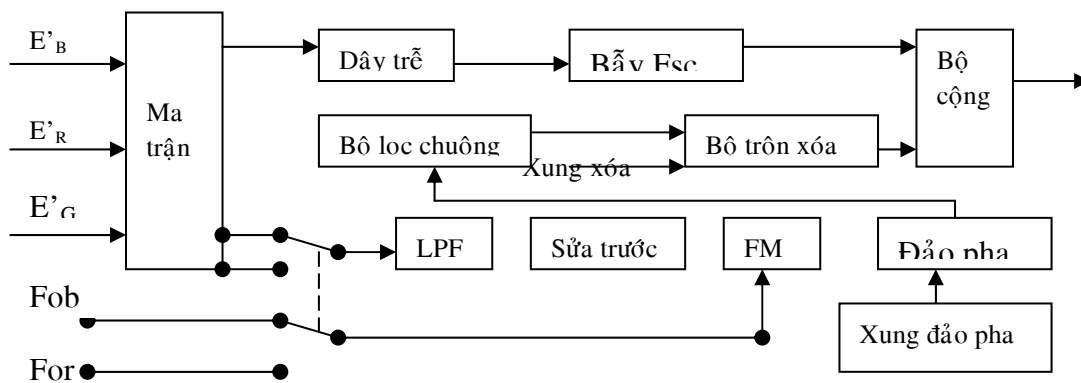 E’B
E’R
E’G
Fob
For
Ma
trận
Dây trễ
Bẫy Fsc
Bộ
cộng
Bộ lọc chuông
Xung xóa
Bộ trộn xóa
LPF
Sửa trước
FM
Đảo pha
Xung đảo pha